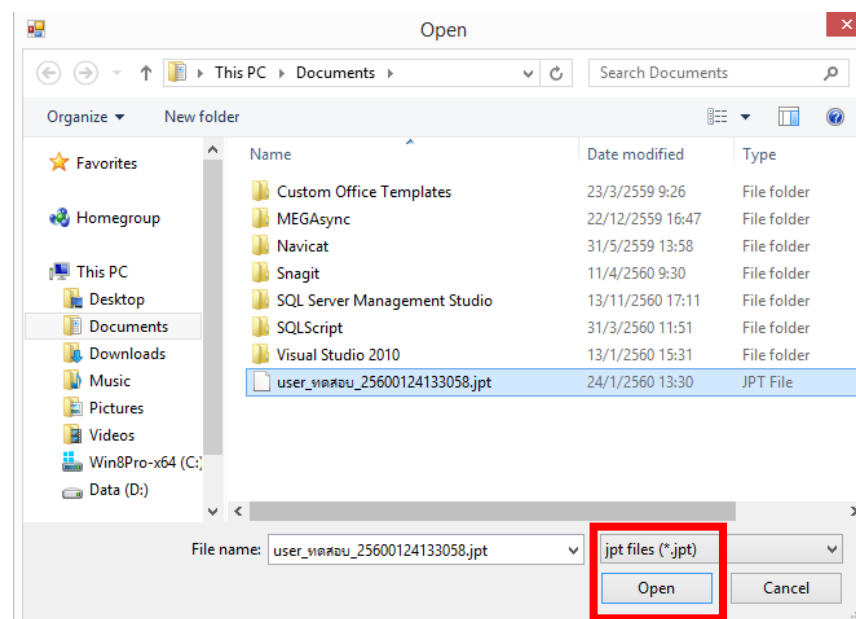 Open
This PC Documents Search Documents
Organize New folder
Name Date modified Type
Favorites
Homegroup
This PC
Desktop
Documents
Downloads
Music
Pictures
Videos
Win8Pro-x64 (C:)
Data (D:)
Custom Office Templates 23/3/2559 9:26 File folder
MEGAsync 22/12/2559 16:47 File folder
Navicat 31/5/2559 13:58 File folder
Snagit 11/4/2560 9:30 File folder
SQL Server Management Studio 13/11/2560 17:11 File folder
SQLScript 31/3/2560 11:51 File folder
Visual Studio 2010 13/1/2560 15:31 File folder
user_ทดสอบ_25600124133058.jpt 24/1/2560 13:30 JPT File
File name: user_ทดสอบ_25600124133058.jpt jpt files (*.jpt)
Open Cancel